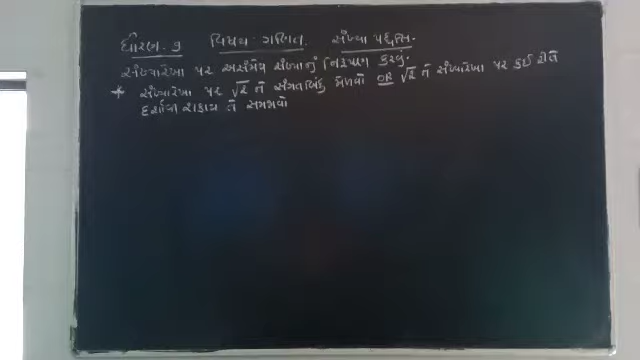 ધોરણ. 9 વિષય- ગણિત. સંખ્યા પદ્ધતિ.
સંખ્યારેખા પર અસંમેય સંખ્યાનું નિરૂપણ કરવું.
* સંખ્યારેખા પર √2 ને સંગતબિંદુ મેળવો OR √2 ને સંખ્યારેખા પર કઈ રીતે
દર્શાવી શકાય તે સમજાવો